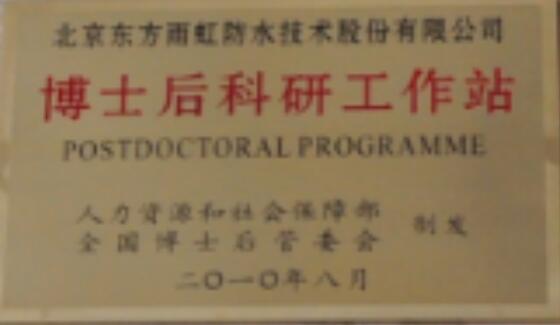 北京东方雨虹防水技术股份有限公司
博士后科研工作站
POSTDOCTORAL PROGRAMME
人力资源和社会保障部
全国博士后管委会
制发
二〇一〇年八月